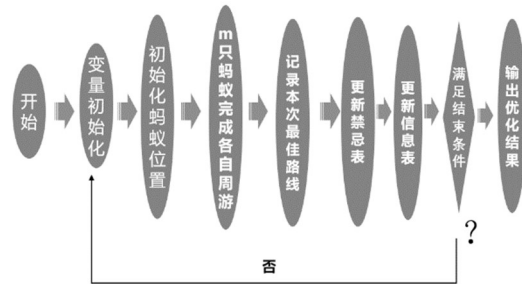 开始
变量初始化
初始化蚂蚁位置
m只蚂蚁完成各自周游
记录本次最佳路线
更新禁忌表
更新信息表
满足结束条件
输出优化结果
?
否